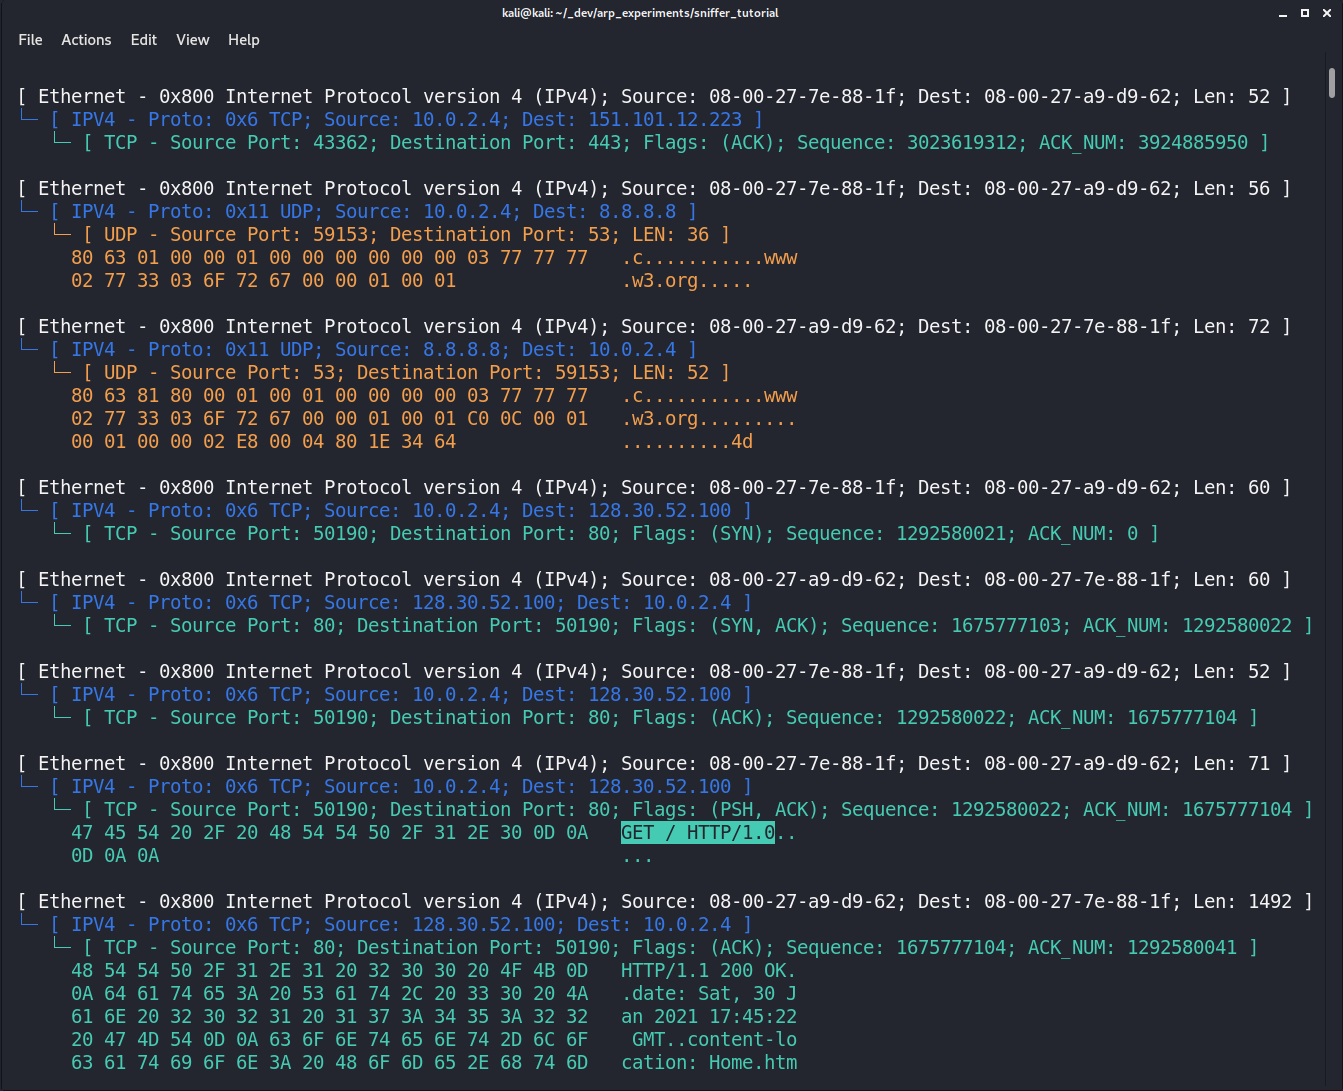 kali@kali: ~/_dev/arp_experiments/sniffer_tutorial
File Actions Edit View Help
[ Ethernet - 0x800 Internet Protocol version 4 (IPv4); Source: 08-00-27-7e-88-1f; Dest: 08-00-27-a9-d9-62; Len: 52 ]
└─ [ IPV4 - Proto: 0x6 TCP; Source: 10.0.2.4; Dest: 151.101.12.223 ]
└─ [ TCP - Source Port: 43362; Destination Port: 443; Flags: (ACK); Sequence: 3023619312; ACK_NUM: 3924885950 ]
[ Ethernet - 0x800 Internet Protocol version 4 (IPv4); Source: 08-00-27-7e-88-1f; Dest: 08-00-27-a9-d9-62; Len: 56 ]
└─ [ IPV4 - Proto: 0x11 UDP; Source: 10.0.2.4; Dest: 8.8.8.8 ]
└─ [ UDP - Source Port: 59153; Destination Port: 53; LEN: 36 ]
80 63 01 00 00 01 00 00 00 00 00 00 03 77 77 77 .c...........www
02 77 33 03 6F 72 67 00 00 01 00 01 .w3.org.....
[ Ethernet - 0x800 Internet Protocol version 4 (IPv4); Source: 08-00-27-a9-d9-62; Dest: 08-00-27-7e-88-1f; Len: 72 ]
└─ [ IPV4 - Proto: 0x11 UDP; Source: 8.8.8.8; Dest: 10.0.2.4 ]
└─ [ UDP - Source Port: 53; Destination Port: 59153; LEN: 52 ]
80 63 81 80 00 01 00 01 00 00 00 00 03 77 77 77 .c...........www
02 77 33 03 6F 72 67 00 00 01 00 01 C0 0C 00 01 .w3.org.........
00 01 00 00 02 E8 00 04 80 1E 34 64 ..........4d
[ Ethernet - 0x800 Internet Protocol version 4 (IPv4); Source: 08-00-27-7e-88-1f; Dest: 08-00-27-a9-d9-62; Len: 60 ]
└─ [ IPV4 - Proto: 0x6 TCP; Source: 10.0.2.4; Dest: 128.30.52.100 ]
└─ [ TCP - Source Port: 50190; Destination Port: 80; Flags: (SYN); Sequence: 1292580021; ACK_NUM: 0 ]
[ Ethernet - 0x800 Internet Protocol version 4 (IPv4); Source: 08-00-27-a9-d9-62; Dest: 08-00-27-7e-88-1f; Len: 60 ]
└─ [ IPV4 - Proto: 0x6 TCP; Source: 128.30.52.100; Dest: 10.0.2.4 ]
└─ [ TCP - Source Port: 80; Destination Port: 50190; Flags: (SYN, ACK); Sequence: 1675777103; ACK_NUM: 1292580022 ]
[ Ethernet - 0x800 Internet Protocol version 4 (IPv4); Source: 08-00-27-7e-88-1f; Dest: 08-00-27-a9-d9-62; Len: 52 ]
└─ [ IPV4 - Proto: 0x6 TCP; Source: 10.0.2.4; Dest: 128.30.52.100 ]
└─ [ TCP - Source Port: 50190; Destination Port: 80; Flags: (ACK); Sequence: 1292580022; ACK_NUM: 1675777104 ]
[ Ethernet - 0x800 Internet Protocol version 4 (IPv4); Source: 08-00-27-7e-88-1f; Dest: 08-00-27-a9-d9-62; Len: 71 ]
└─ [ IPV4 - Proto: 0x6 TCP; Source: 10.0.2.4; Dest: 128.30.52.100 ]
└─ [ TCP - Source Port: 50190; Destination Port: 80; Flags: (PSH, ACK); Sequence: 1292580022; ACK_NUM: 1675777104 ]
47 45 54 20 2F 20 48 54 54 50 2F 31 2E 30 0D 0A GET / HTTP/1.0..
0D 0A 0A ...
[ Ethernet - 0x800 Internet Protocol version 4 (IPv4); Source: 08-00-27-a9-d9-62; Dest: 08-00-27-7e-88-1f; Len: 1492 ]
└─ [ IPV4 - Proto: 0x6 TCP; Source: 128.30.52.100; Dest: 10.0.2.4 ]
└─ [ TCP - Source Port: 80; Destination Port: 50190; Flags: (ACK); Sequence: 1675777104; ACK_NUM: 1292580041 ]
48 54 54 50 2F 31 2E 31 20 32 30 30 20 4F 4B 0D HTTP/1.1 200 OK.
0A 64 61 74 65 3A 20 53 61 74 2C 20 33 30 20 4A .date: Sat, 30 J
61 6E 20 32 30 32 31 20 31 37 3A 34 35 3A 32 32 an 2021 17:45:22
20 47 4D 54 0D 0A 63 6F 6E 74 65 6E 74 2D 6C 6F  GMT..content-lo
63 61 74 69 6F 6E 3A 20 48 6F 6D 65 2E 68 74 6D cation: Home.htm